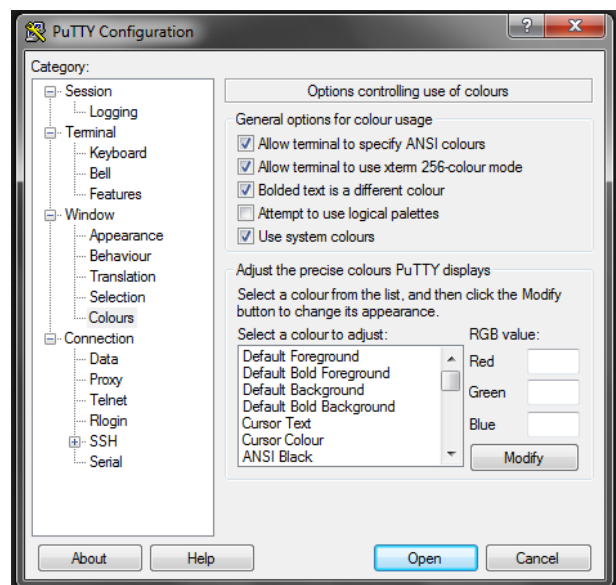 PuTTY Configuration
Category:
Session
Logging
Terminal
Keyboard
Bell
Features
Window
Appearance
Behaviour
Translation
Selection
Colours
Connection
Data
Proxy
Telnet
Rlogin
SSH
Serial
Options controlling use of colours
General options for colour usage
Allow terminal to specify ANSI colours
Allow terminal to use xterm 256-colour mode
Bolded text is a different colour
Attempt to use logical palettes
Use system colours
Adjust the precise colours PuTTY displays
Select a colour from the list, and then click the Modify
button to change its appearance.
Select a colour to adjust:
Default Foreground
Default Bold Foreground
Default Background
Default Bold Background
Cursor Text
Cursor Colour
ANSI Black
RGB value:
Red
Green
Blue
Modify
About
Help
Open
Cancel